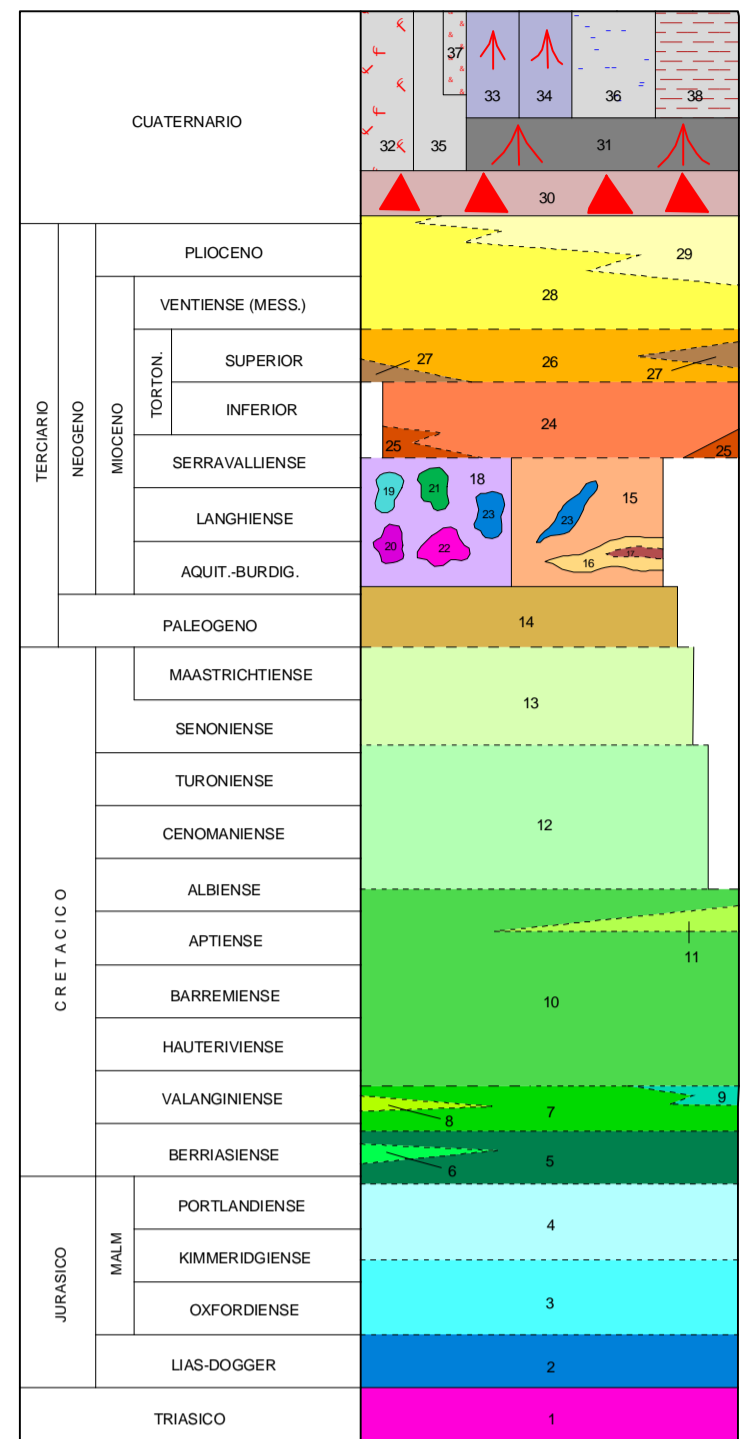 CUATERNARIO
37
33
34
36
38
32
35
31
30
TERCIARIO
NEOGENO
PLIOCENO
29
28
MIOCENO
VENTIENSE (MESS.)
TORTON.
SUPERIOR
27
26
27
INFERIOR
24
25
25
SERRAVALLIENSE
18
19
21
23
15
23
LANGHIENSE
20
22
17
16
AQUIT.-BURDIG.
PALEOGENO
14
CRETACICO
MAASTRICHTIENSE
13
SENONIENSE
TURONIENSE
12
CENOMANIENSE
ALBIENSE
APTIENSE
11
BARREMIENSE
10
HAUTERIVIENSE
VALANGINIENSE
9
7
8
BERRIASIENSE
5
6
JURASICO
MALM
PORTLANDIENSE
4
KIMMERIDGIENSE
3
OXFORDIENSE
LIAS-DOGGER
2
TRIASICO
1